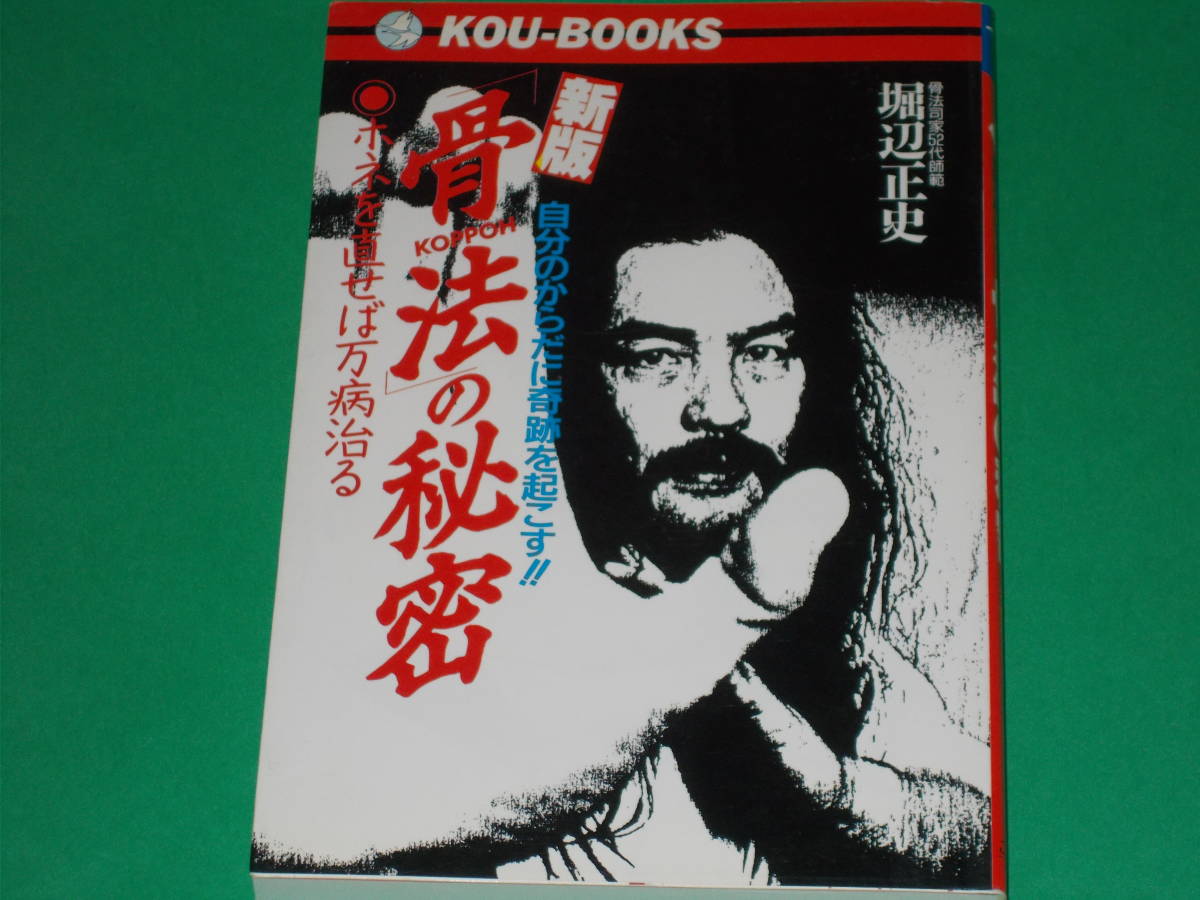 KOU-BOOKS
骨法司家52代師範
堀辺正史
新版
「骨法」の秘密
KOPPOH
自分のからだに奇跡を起こす!!
●ホネを直せば万病治る